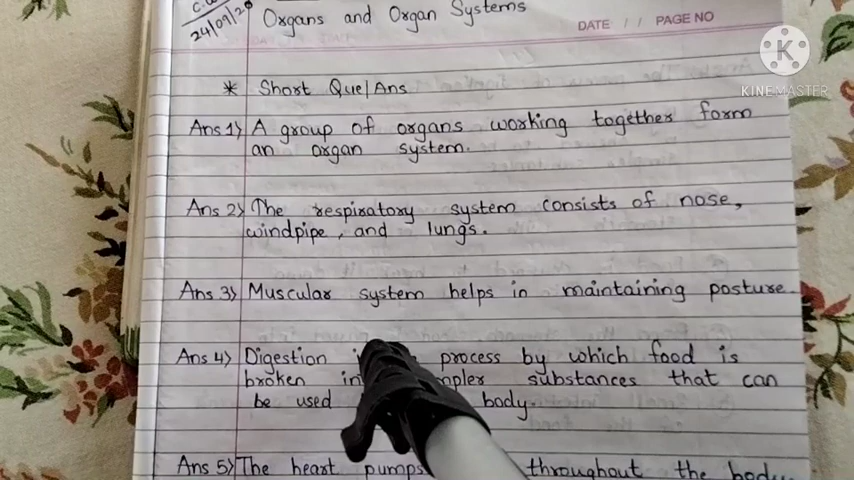 24/09/20
Organs and Organ Systems
DATE / / PAGE NO
KINEMASTER
* Short Que/Ans
Ans 1) A group of organs working together form
an organ system.
Ans 2) The respiratory system consists of nose,
windpipe, and lungs.
Ans 3) Muscular system helps in maintaining posture.
Ans 4) Digestion process by which food is
broken substances that can
be used body.
Ans 5) The heart pumps throughout the body.